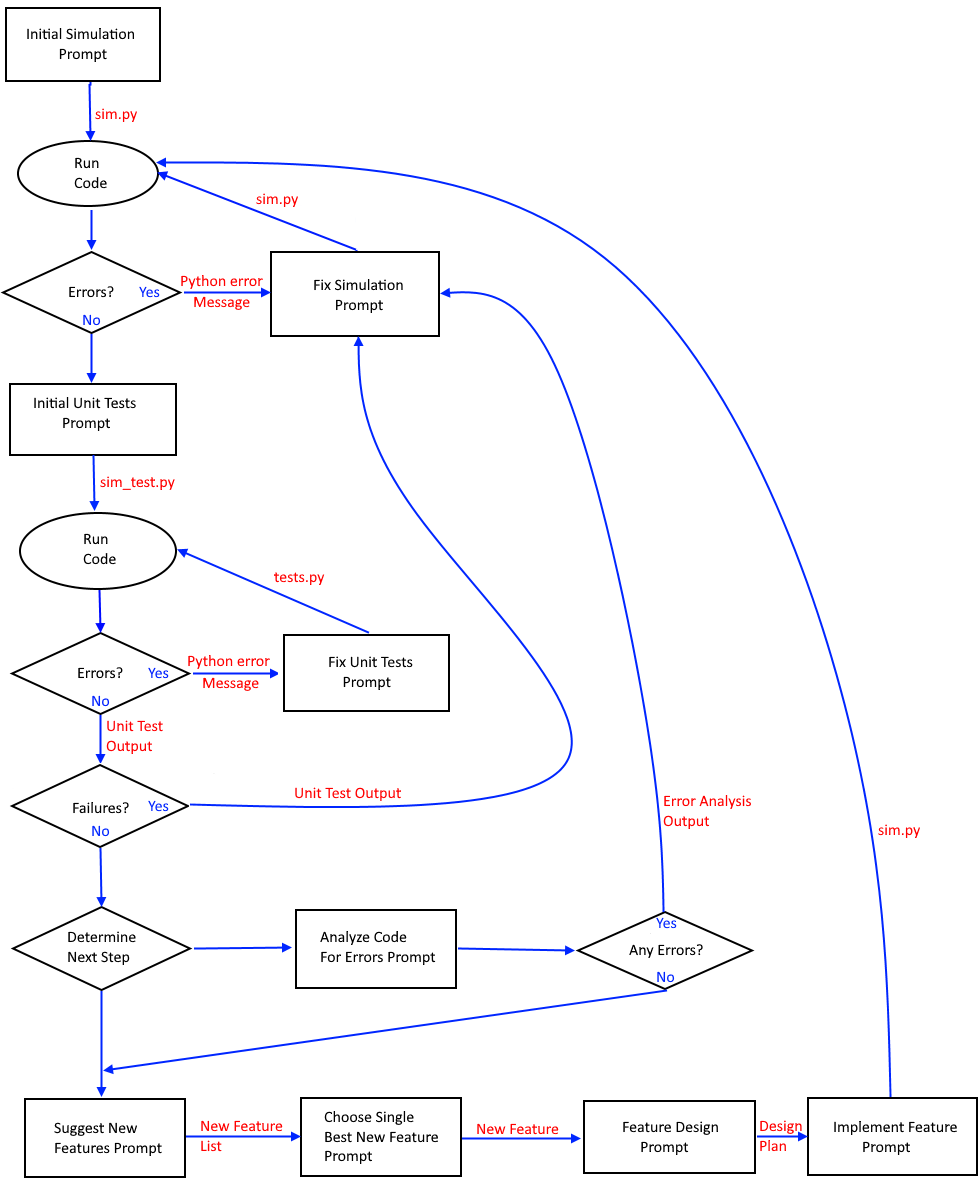 Initial Simulation
Prompt
sim.py
Run
Code
sim.py
Errors?
Yes
No
Python error
Message
Fix Simulation
Prompt
Initial Unit Tests
Prompt
sim_test.py
Run
Code
tests.py
Errors?
Yes
No
Python error
Message
Fix Unit Tests
Prompt
Unit Test
Output
Failures?
Yes
No
Unit Test Output
Error Analysis
Output
sim.py
Determine
Next Step
Analyze Code
For Errors Prompt
Yes
Any Errors?
No
Suggest New
Features Prompt
New Feature
List
Choose Single
Best New Feature
Prompt
New Feature
Feature Design
Prompt
Design
Plan
Implement Feature
Prompt